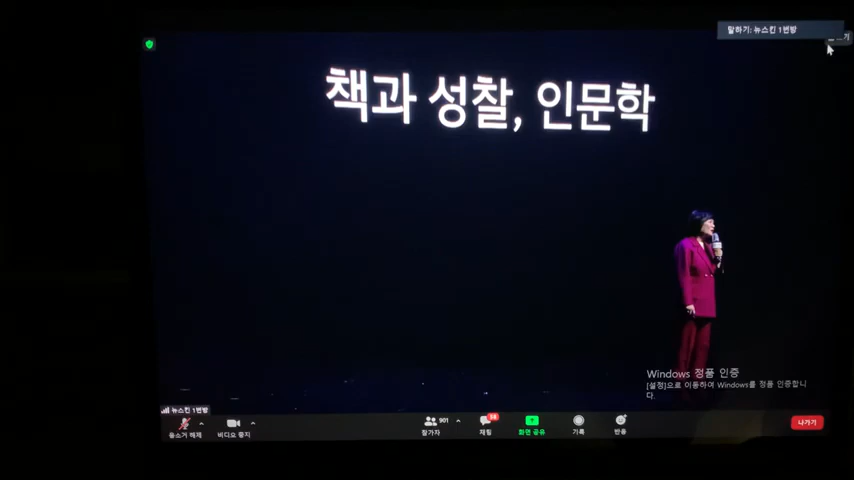 말하기: 뉴스킨 1번방
책과 성찰, 인문학
Windows 정품 인증
[설정]으로 이동하여 Windows를 정품 인증합니
다.
뉴스킨 1번방
음소거 해제
비디오 중지
901
참가자
채팅
화면 공유
기록
반응
나가기